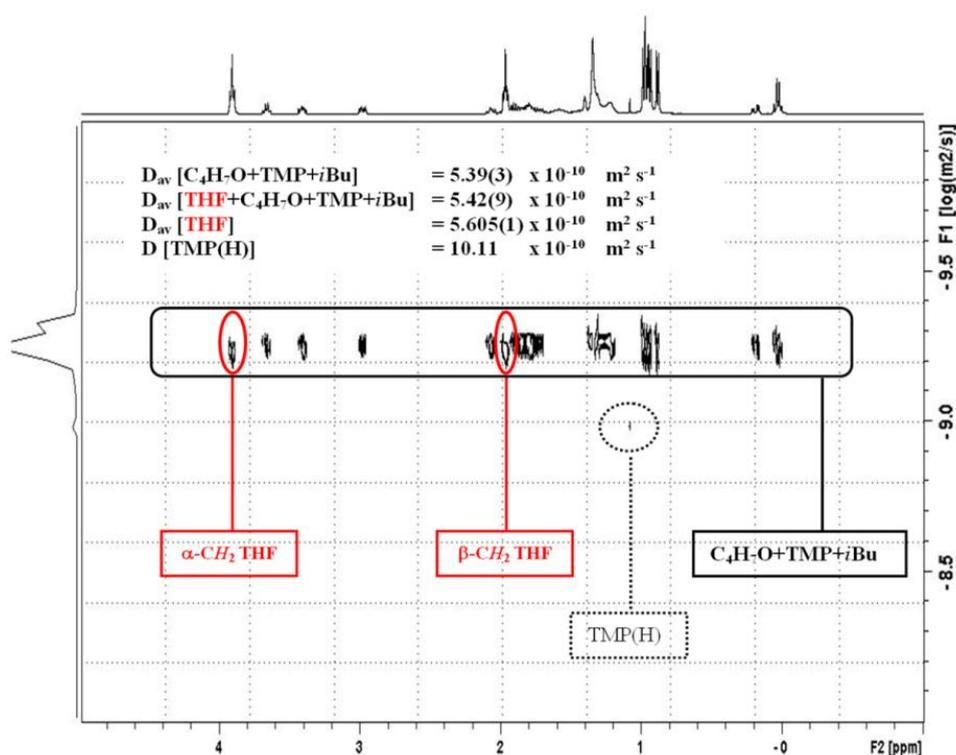 D_av [C₄H₇O+TMP+iBu] = 5.39(3) x 10⁻¹⁰ m² s⁻¹
D_av [THF+C₄H₇O+TMP+iBu] = 5.42(9) x 10⁻¹⁰ m² s⁻¹
D_av [THF] = 5.605(1) x 10⁻¹⁰ m² s⁻¹
D [TMP(H)] = 10.11 x 10⁻¹⁰ m² s⁻¹
F1 [log(m2/s)]
-9.5
-9.0
-8.5
α-CH₂ THF
β-CH₂ THF
C₄H₇O+TMP+iBu
TMP(H)
4 3 2 1 -0 F2 [ppm]